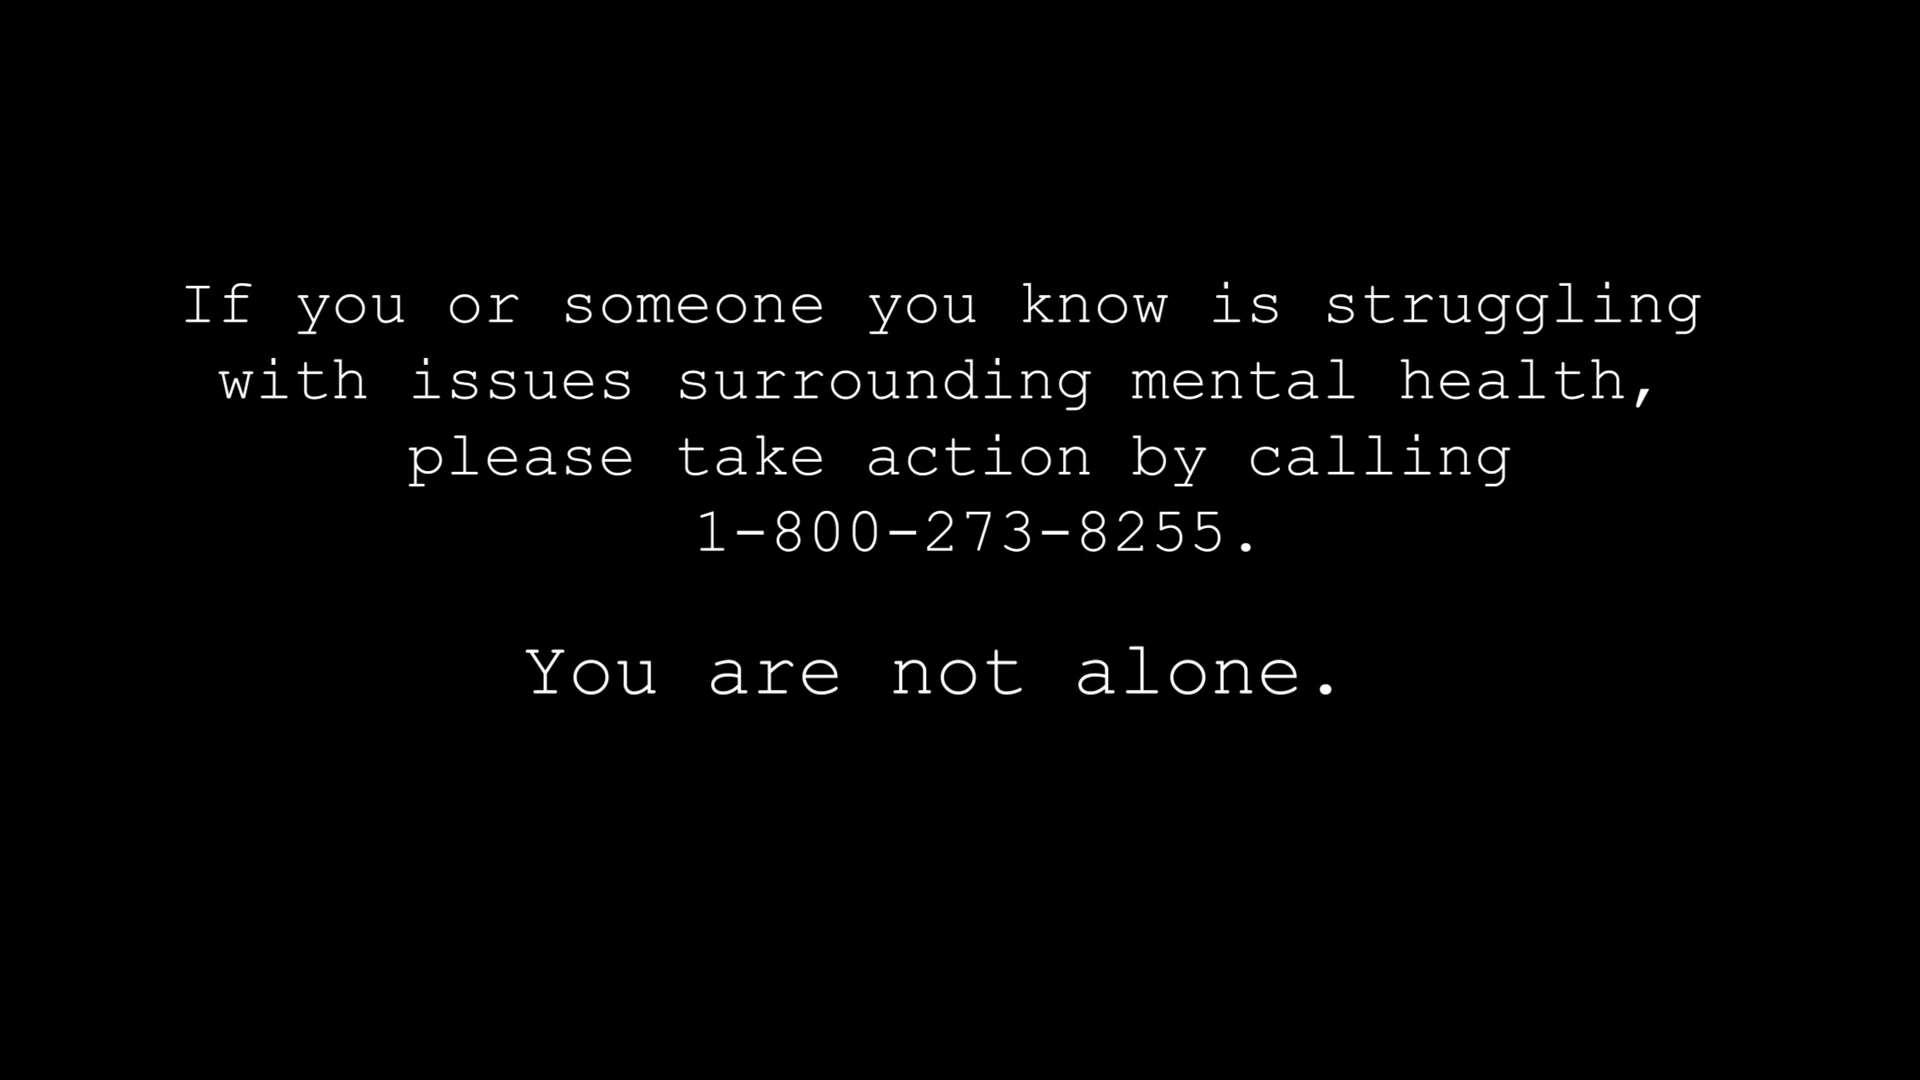 If you or someone you know is struggling
with issues surrounding mental health,
please take action by calling
1-800-273-8255.
You are not alone.